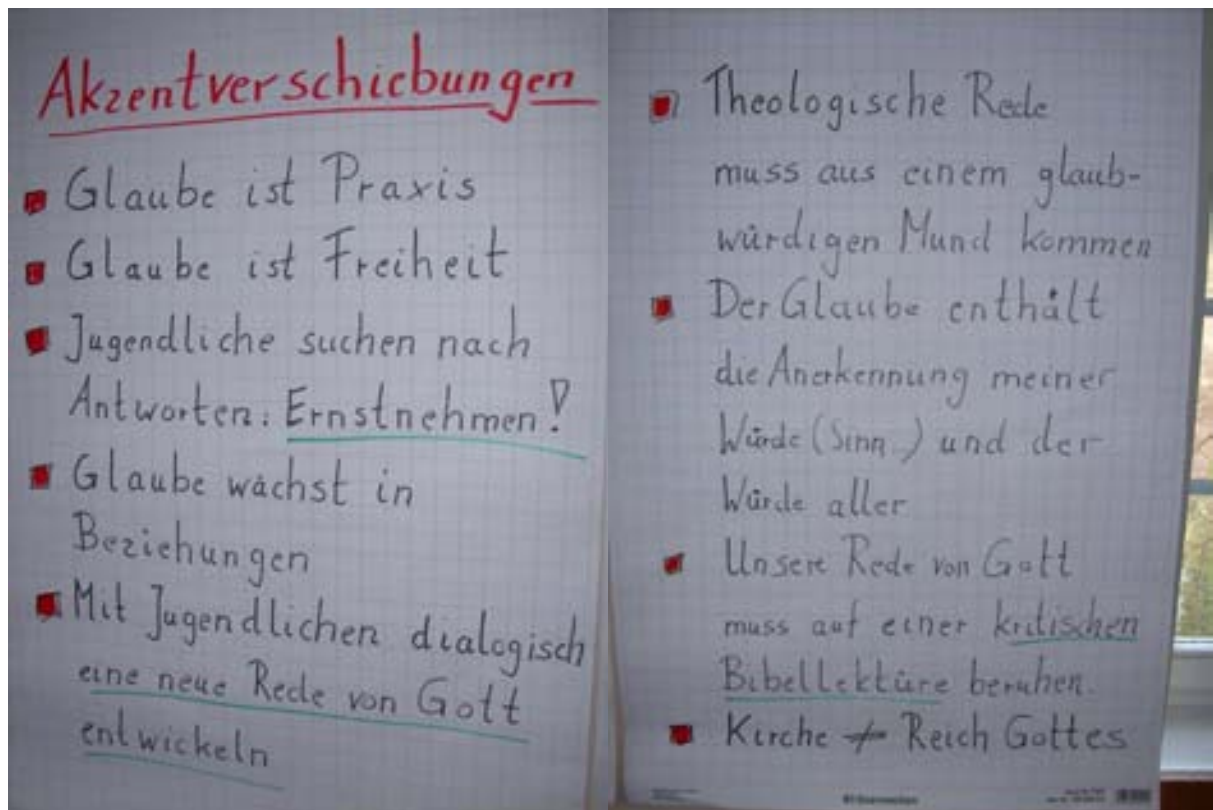 Akzentverschiebungen
Glaube ist Praxis
Glaube ist Freiheit
Jugendliche suchen nach
Antworten: Ernstnehmen!
Glaube wächst in
Beziehungen
Mit Jugendlichen dialogisch
eine neue Rede von Gott
entwickeln
Theologische Rede
muss aus einem glaub-
würdigen Mund kommen
Der Glaube enthält
die Anerkennung meiner
Würde (Sinn) und der
Würde aller
Unsere Rede von Gott
muss auf einer kritischen
Bibellektüre beruhen.
Kirche ≠ Reich Gottes